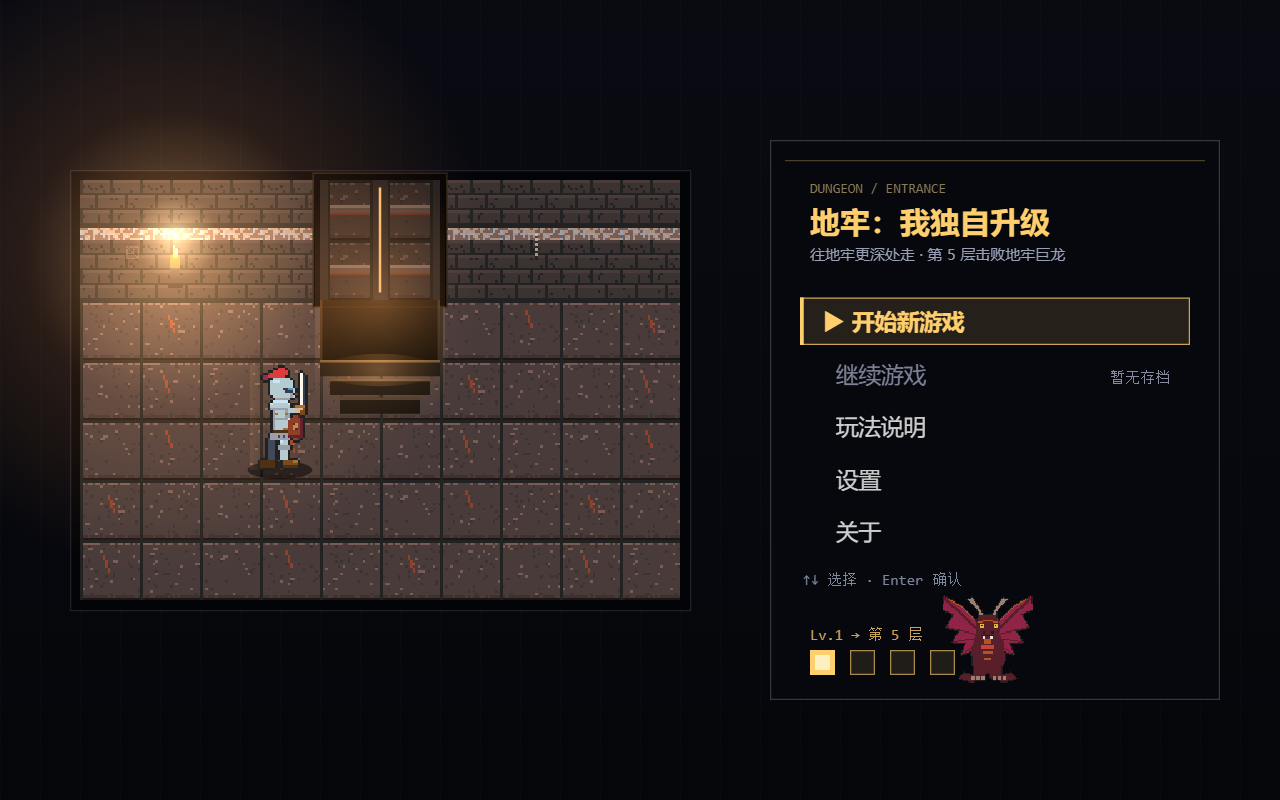 DUNGEON / ENTRANCE
地牢：我独自升级
往地牢更深处走 · 第 5 层击败地牢巨龙
▶ 开始新游戏
继续游戏 暂无存档
玩法说明
设置
关于
↑↓ 选择 · Enter 确认
Lv.1 → 第 5 层